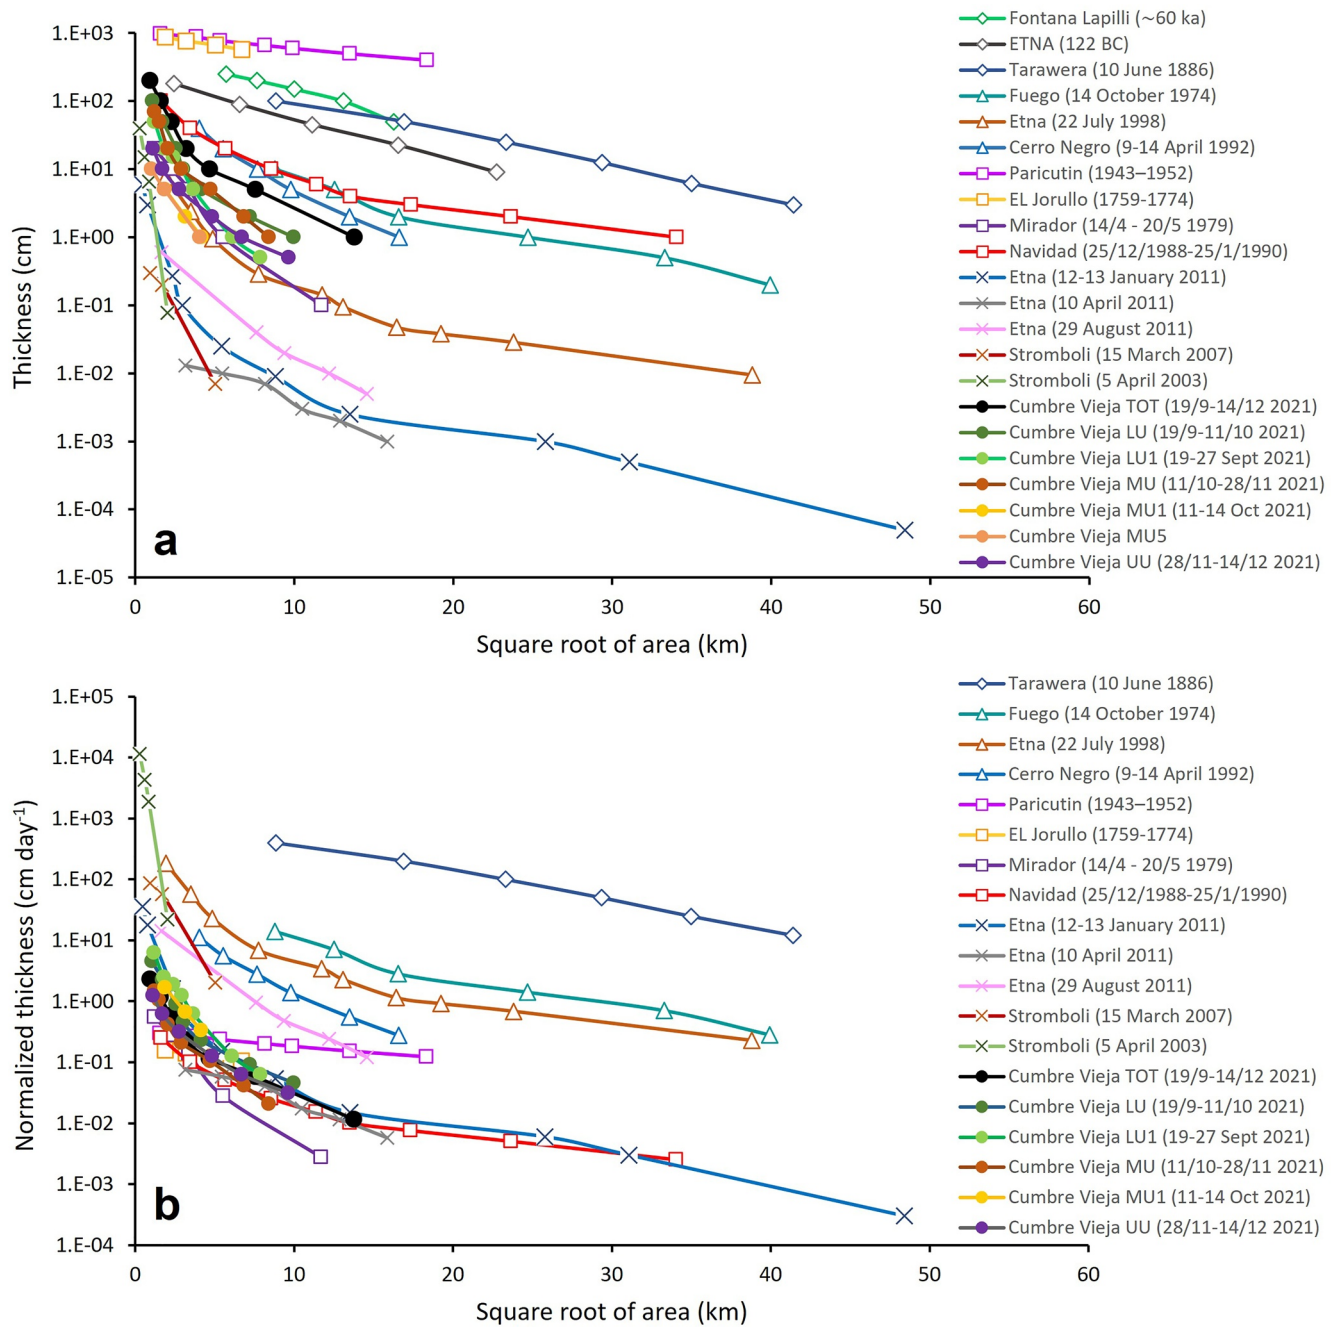 1.E+03
1.E+02
1.E+01
1.E+00
1.E-01
1.E-02
1.E-03
1.E-04
1.E-05
Thickness (cm)
a
0 10 20 30 40 50 60
Square root of area (km)
Fontana Lapilli (~60 ka)
ETNA (122 BC)
Tarawera (10 June 1886)
Fuego (14 October 1974)
Etna (22 July 1998)
Cerro Negro (9-14 April 1992)
Paricutin (1943–1952)
EL Jorullo (1759-1774)
Mirador (14/4 - 20/5 1979)
Navidad (25/12/1988-25/1/1990)
Etna (12-13 January 2011)
Etna (10 April 2011)
Etna (29 August 2011)
Stromboli (15 March 2007)
Stromboli (5 April 2003)
Cumbre Vieja TOT (19/9-14/12 2021)
Cumbre Vieja LU (19/9-11/10 2021)
Cumbre Vieja LU1 (19-27 Sept 2021)
Cumbre Vieja MU (11/10-28/11 2021)
Cumbre Vieja MU1 (11-14 Oct 2021)
Cumbre Vieja MU5
Cumbre Vieja UU (28/11-14/12 2021)
1.E+05
1.E+04
1.E+03
1.E+02
1.E+01
1.E+00
1.E-01
1.E-02
1.E-03
1.E-04
Normalized thickness (cm day⁻¹)
b
0 10 20 30 40 50 60
Square root of area (km)
Tarawera (10 June 1886)
Fuego (14 October 1974)
Etna (22 July 1998)
Cerro Negro (9-14 April 1992)
Paricutin (1943–1952)
EL Jorullo (1759-1774)
Mirador (14/4 - 20/5 1979)
Navidad (25/12/1988-25/1/1990)
Etna (12-13 January 2011)
Etna (10 April 2011)
Etna (29 August 2011)
Stromboli (15 March 2007)
Stromboli (5 April 2003)
Cumbre Vieja TOT (19/9-14/12 2021)
Cumbre Vieja LU (19/9-11/10 2021)
Cumbre Vieja LU1 (19-27 Sept 2021)
Cumbre Vieja MU (11/10-28/11 2021)
Cumbre Vieja MU1 (11-14 Oct 2021)
Cumbre Vieja UU (28/11-14/12 2021)